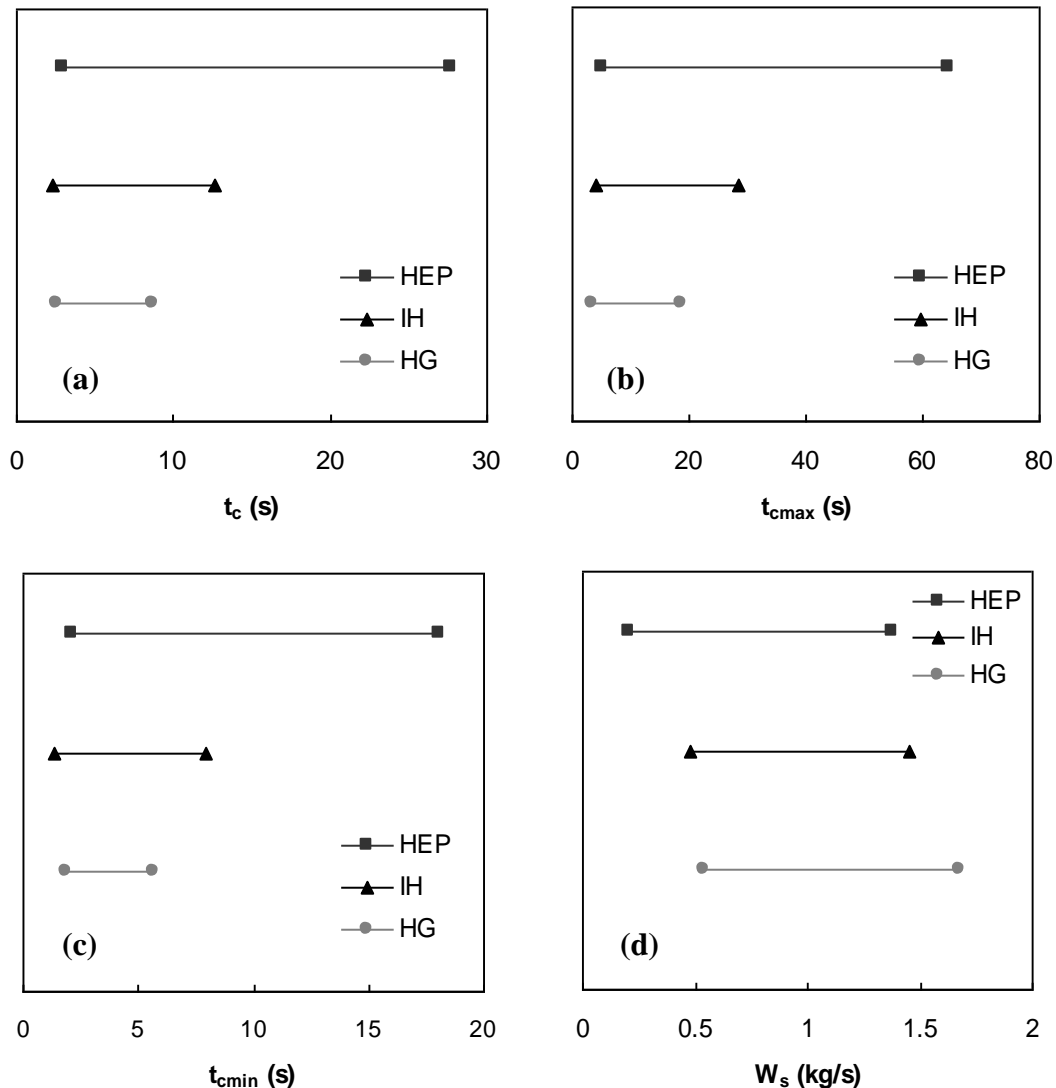 HEP
IH
HG
(a)
0 10 20 30
t_c (s)
HEP
IH
HG
(b)
0 20 40 60 80
t_cmax (s)
HEP
IH
HG
(c)
0 5 10 15 20
t_cmin (s)
HEP
IH
HG
(d)
0 0.5 1 1.5 2
W_s (kg/s)